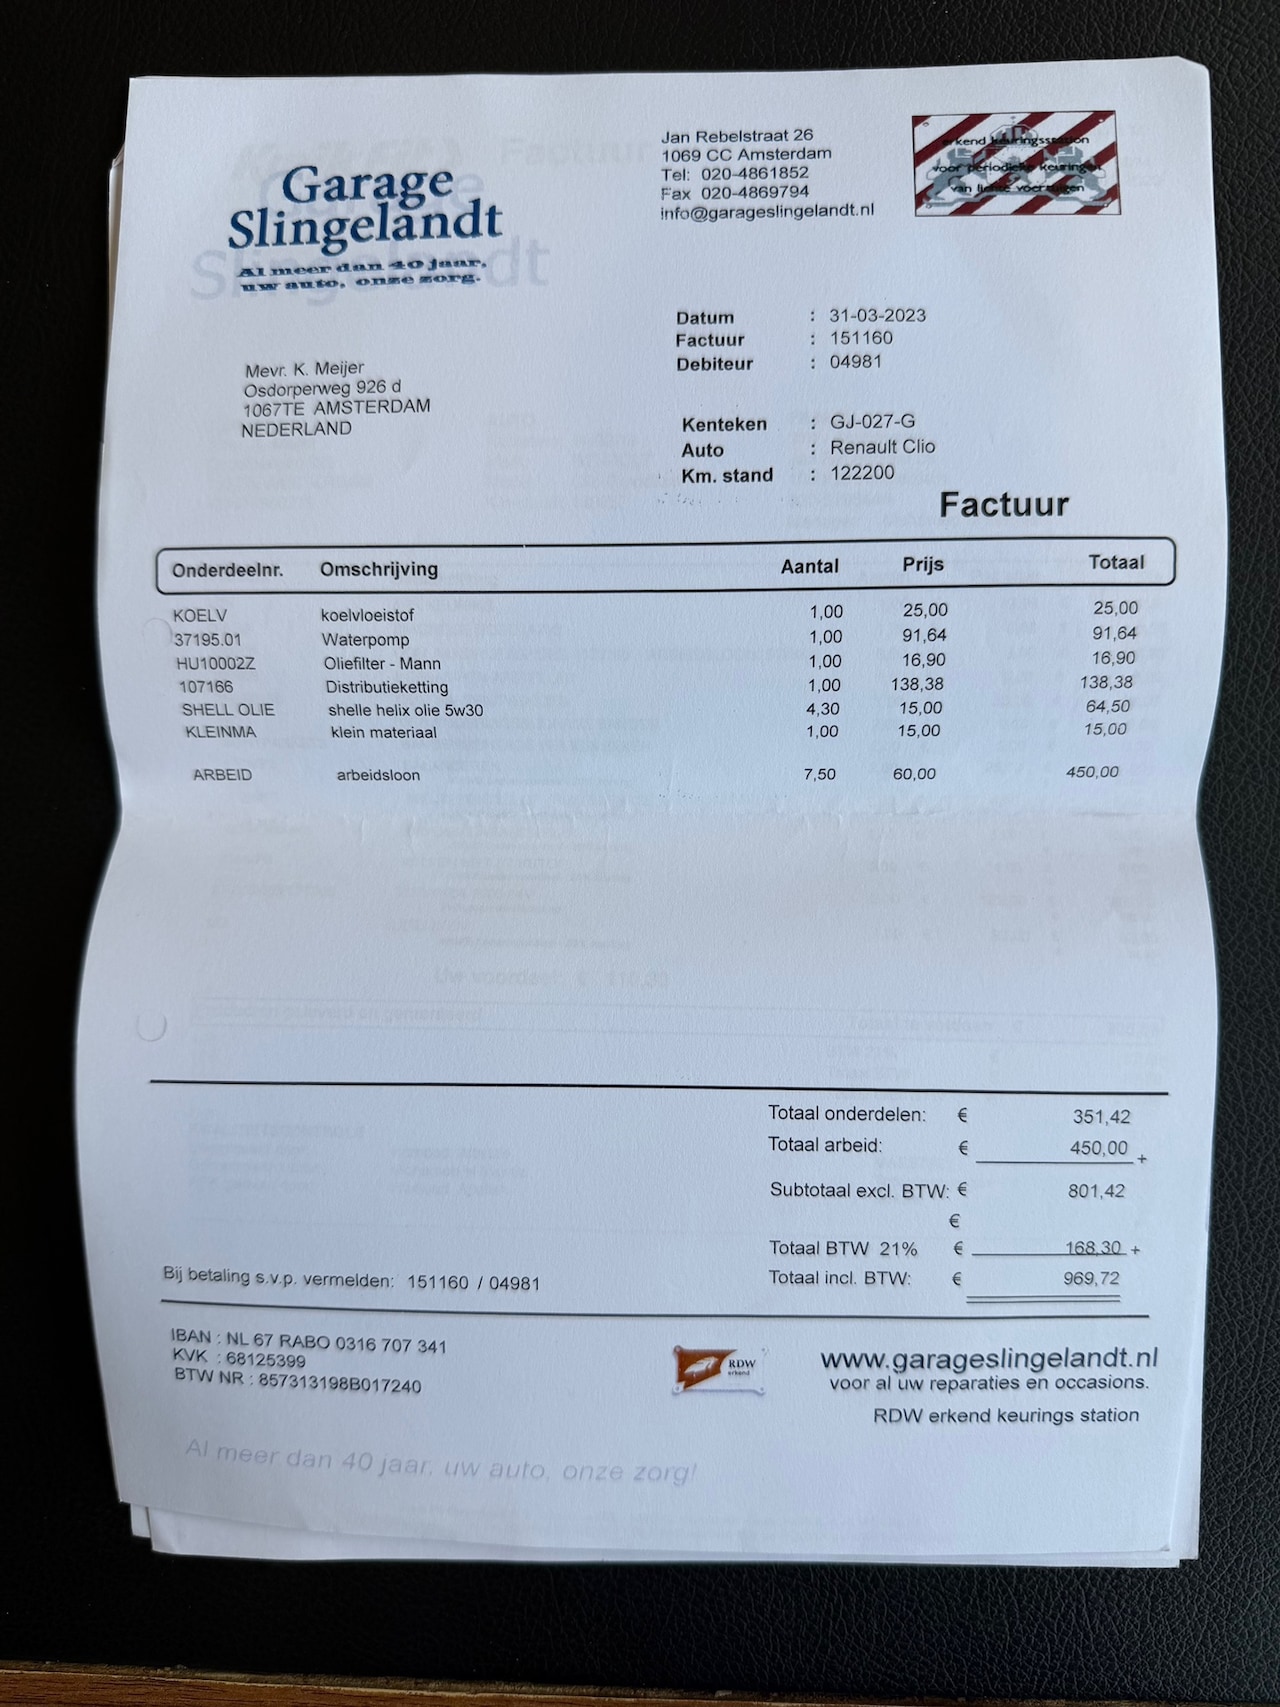 Garage
Slingelandt
Al meer dan 40 jaar,
uw auto, onze zorg.
Jan Rebelstraat 26
1069 CC Amsterdam
Tel: 020-4861852
Fax 020-4869794
info@garageslingelandt.nl
erkend keuringsstation
voor periodieke keuringen
van lichte voertuigen
Datum : 31-03-2023
Factuur : 151160
Debiteur : 04981
Mevr. K. Meijer
Osdorperweg 926 d
1067TE AMSTERDAM
NEDERLAND
Kenteken : GJ-027-G
Auto : Renault Clio
Km. stand : 122200
Factuur
Onderdeelnr. Omschrijving Aantal Prijs Totaal
KOELV koelvloeistof 1,00 25,00 25,00
37195.01 Waterpomp 1,00 91,64 91,64
HU10002Z Oliefilter - Mann 1,00 16,90 16,90
107166 Distributieketting 1,00 138,38 138,38
SHELL OLIE shelle helix olie 5w30 4,30 15,00 64,50
KLEINMA klein materiaal 1,00 15,00 15,00
ARBEID arbeidsloon 7,50 60,00 450,00
Totaal onderdelen: € 351,42
Totaal arbeid: € 450,00 +
Subtotaal excl. BTW: € 801,42
€
Totaal BTW 21% € 168,30 +
Totaal incl. BTW: € 969,72
Bij betaling s.v.p. vermelden: 151160 / 04981
IBAN : NL 67 RABO 0316 707 341
KVK : 68125399
BTW NR : 857313198B017240
RDW
erkend
www.garageslingelandt.nl
voor al uw reparaties en occasions.
RDW erkend keurings station
Al meer dan 40 jaar, uw auto, onze zorg!